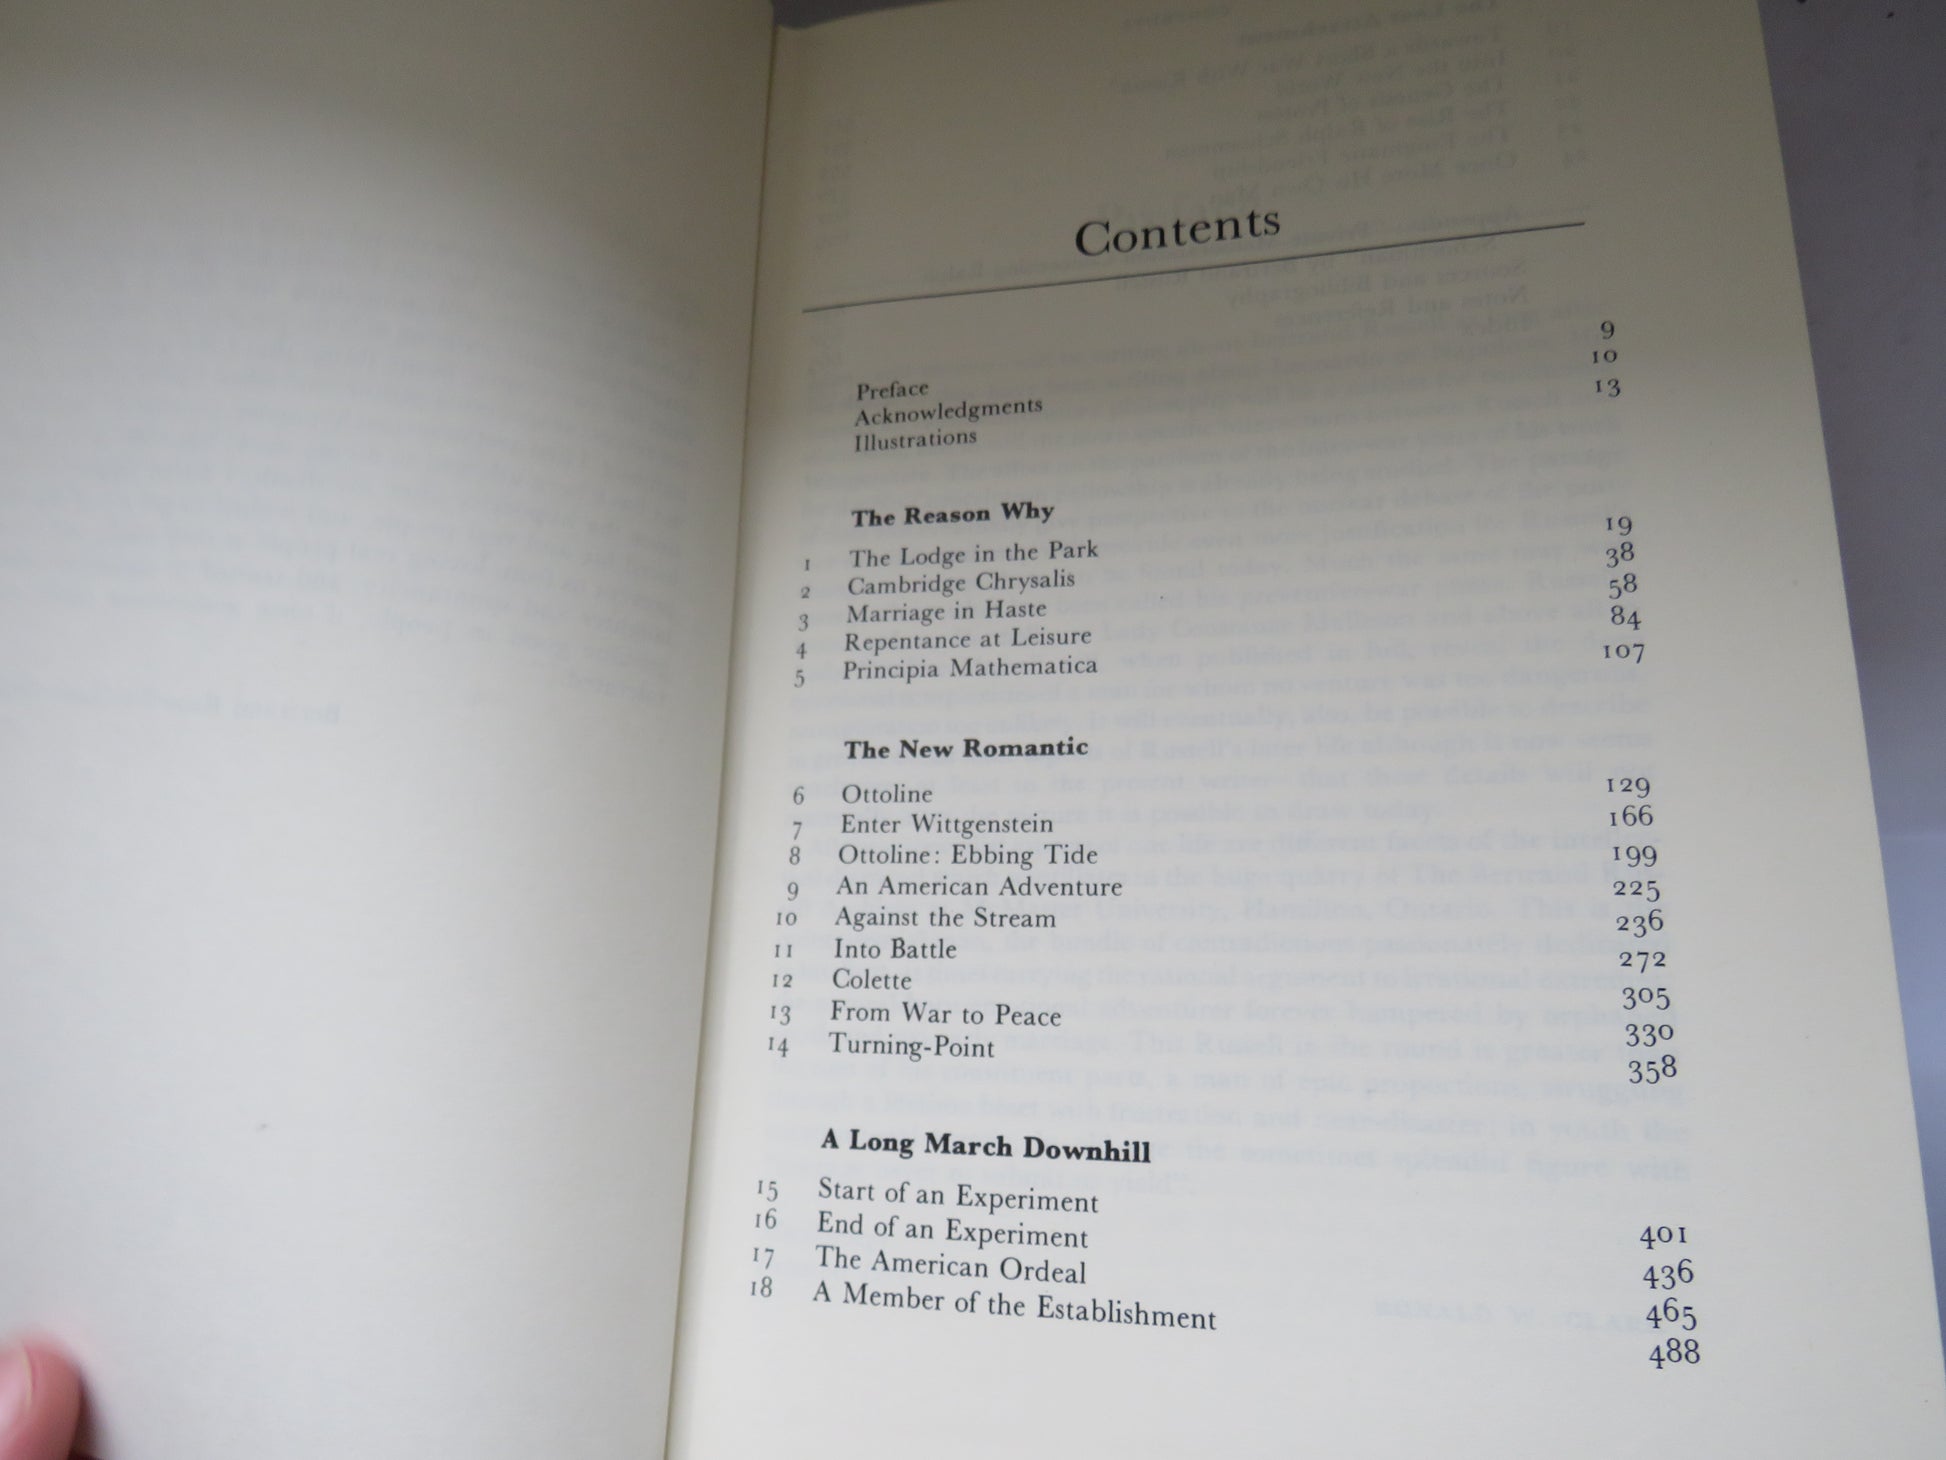 Contents
Preface 9
Acknowledgments 10
Illustrations 13
The Reason Why
1 The Lodge in the Park 19
2 Cambridge Chrysalis 38
3 Marriage in Haste 58
4 Repentance at Leisure 84
5 Principia Mathematica 107
The New Romantic
6 Ottoline 129
7 Enter Wittgenstein 166
8 Ottoline: Ebbing Tide 199
9 An American Adventure 225
10 Against the Stream 236
11 Into Battle 272
12 Colette 305
13 From War to Peace 330
14 Turning-Point 358
A Long March Downhill
15 Start of an Experiment 401
16 End of an Experiment 436
17 The American Ordeal 465
18 A Member of the Establishment 488